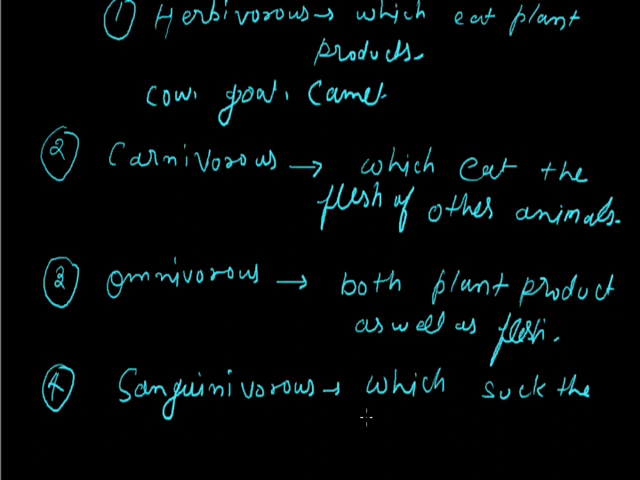 ① Herbivorous → which eat plant
products.
cow, goat, Camel
② Carnivorous → which eat the
flesh of other animals.
③ Omnivorous → both plant product
as well as flesh.
④ Sanguinivorous → which suck the